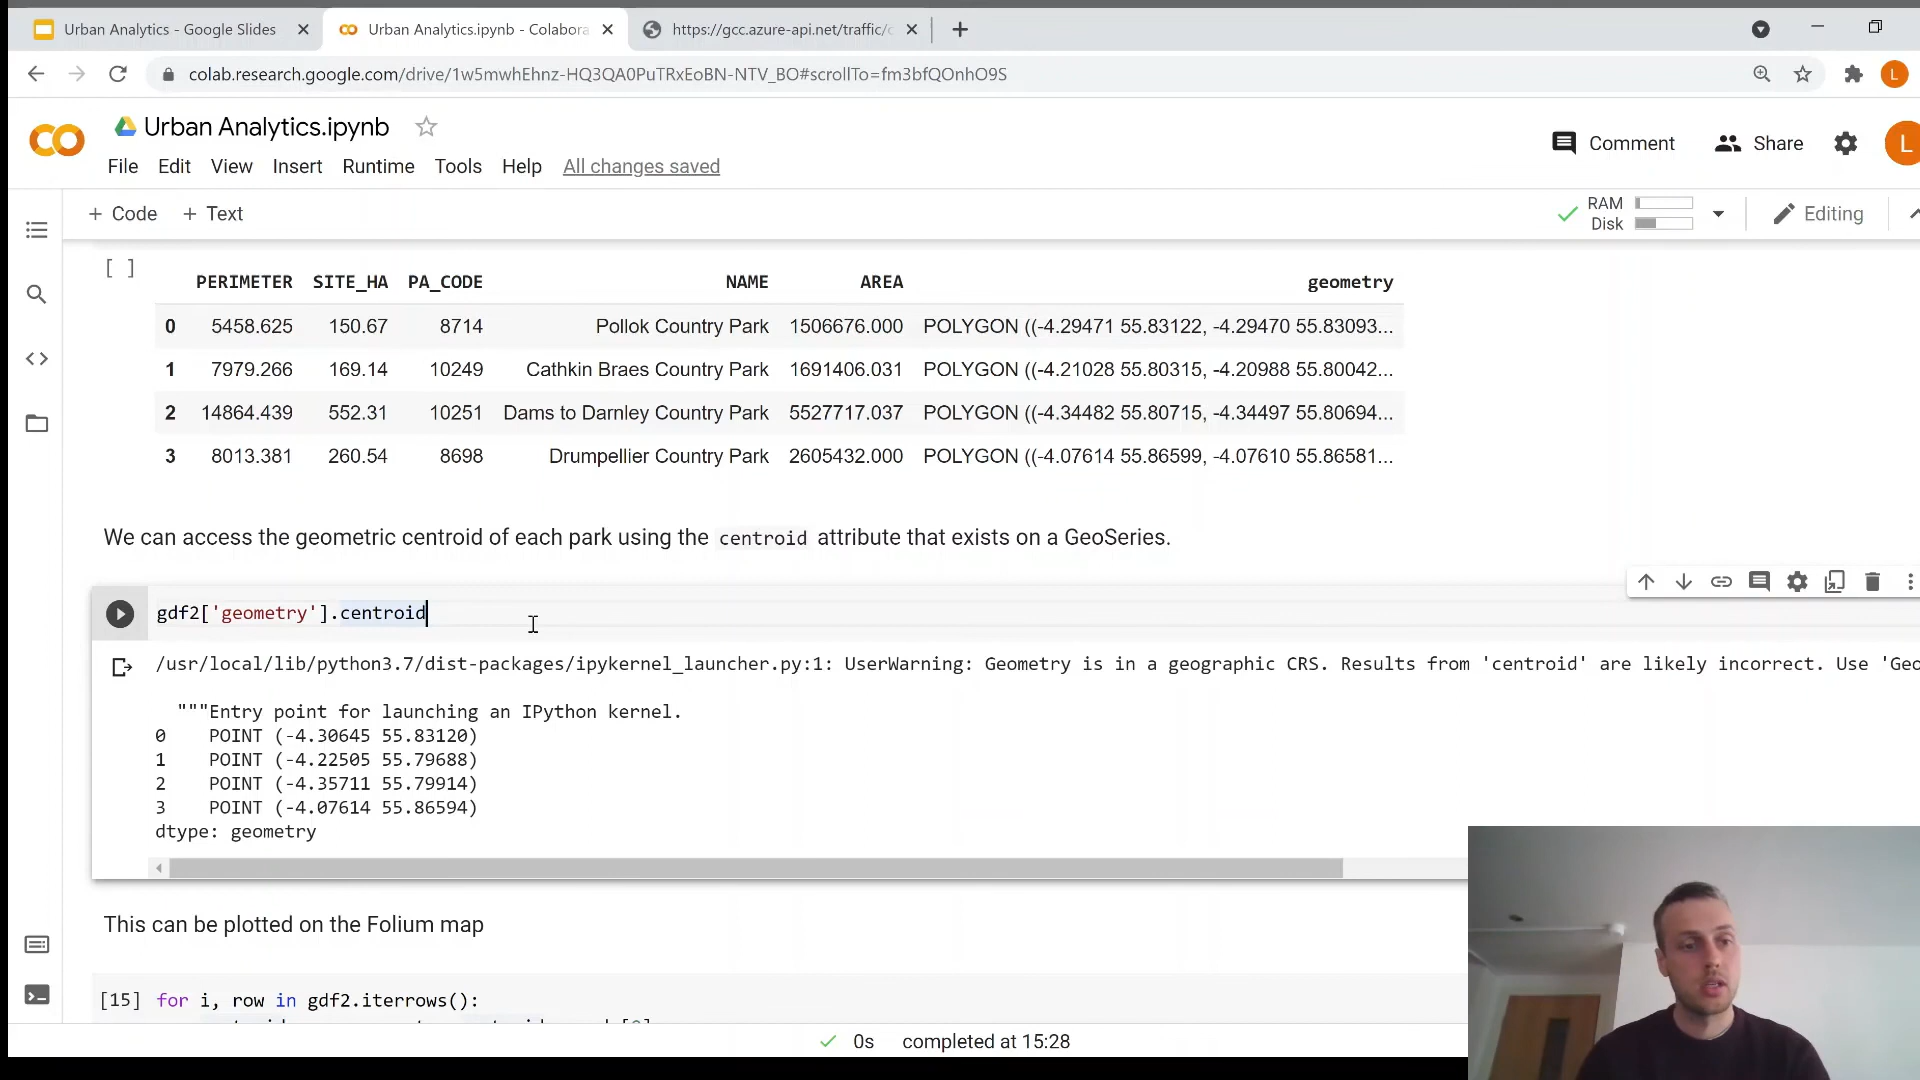 Urban Analytics - Google Slides
Urban Analytics.ipynb - Colabora
https://gcc.azure-api.net/traffic/
colab.research.google.com/drive/1w5mwhEhnz-HQ3QA0PuTRxEoBN-NTV_BO#scrollTo=fm3bfQOnhO9S
L
Urban Analytics.ipynb
Comment
Share
L
File Edit View Insert Runtime Tools Help All changes saved
+ Code + Text
RAM
Disk
Editing
[ ]
PERIMETER SITE_HA PA_CODE NAME AREA geometry
0 5458.625 150.67 8714 Pollok Country Park 1506676.000 POLYGON ((-4.29471 55.83122, -4.29470 55.83093...
1 7979.266 169.14 10249 Cathkin Braes Country Park 1691406.031 POLYGON ((-4.21028 55.80315, -4.20988 55.80042...
2 14864.439 552.31 10251 Dams to Darnley Country Park 5527717.037 POLYGON ((-4.34482 55.80715, -4.34497 55.80694...
3 8013.381 260.54 8698 Drumpellier Country Park 2605432.000 POLYGON ((-4.07614 55.86599, -4.07610 55.86581...
We can access the geometric centroid of each park using the centroid attribute that exists on a GeoSeries.
gdf2['geometry'].centroid
/usr/local/lib/python3.7/dist-packages/ipykernel_launcher.py:1: UserWarning: Geometry is in a geographic CRS. Results from 'centroid' are likely incorrect. Use 'Geo
"""Entry point for launching an IPython kernel.
0 POINT (-4.30645 55.83120)
1 POINT (-4.22505 55.79688)
2 POINT (-4.35711 55.79914)
3 POINT (-4.07614 55.86594)
dtype: geometry
This can be plotted on the Folium map
[15] for i, row in gdf2.iterrows():
0s completed at 15:28